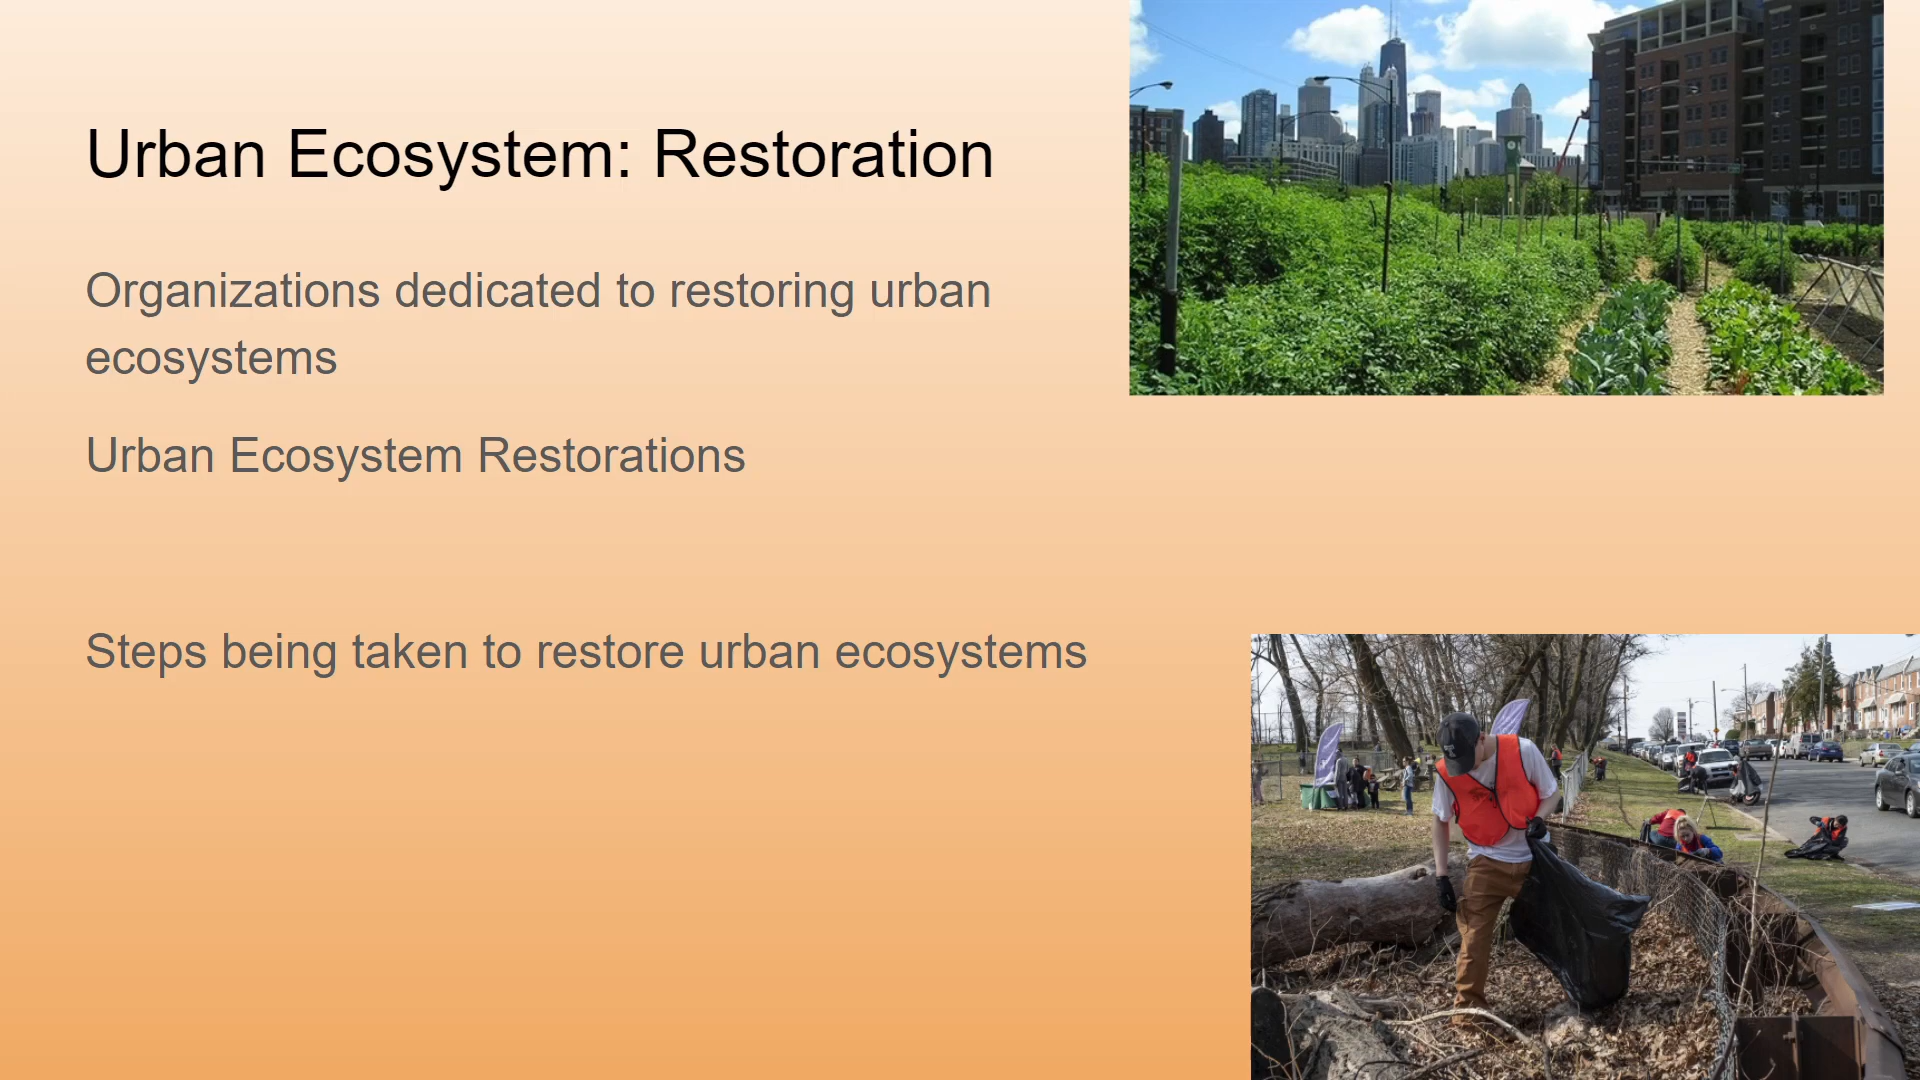 Urban Ecosystem: Restoration
Organizations dedicated to restoring urban
ecosystems
Urban Ecosystem Restorations
Steps being taken to restore urban ecosystems